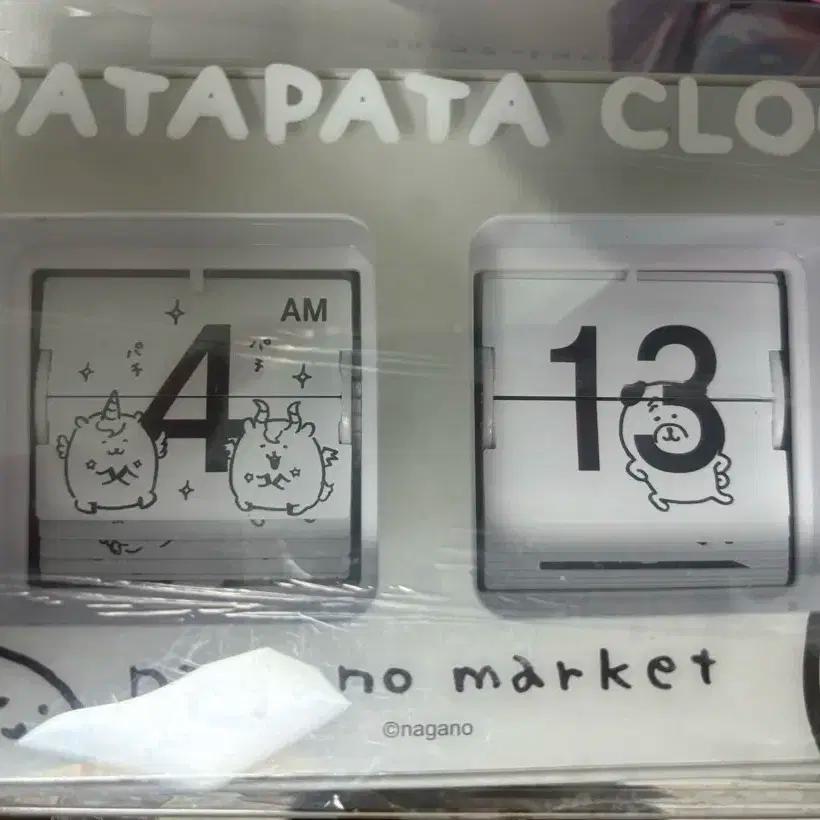 PATAPATA CLO
AM
パチ
パチ
4
13
no market
©nagano